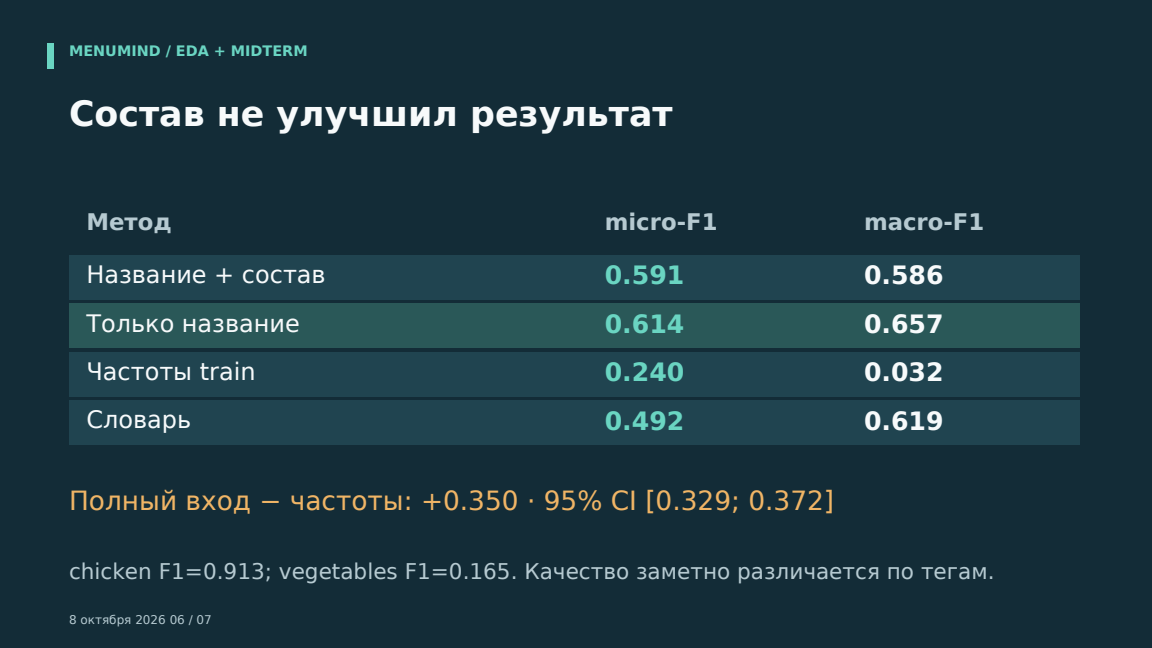 MENUMIND / EDA + MIDTERM
Состав не улучшил результат
Метод micro-F1 macro-F1
Название + состав 0.591 0.586
Только название 0.614 0.657
Частоты train 0.240 0.032
Словарь 0.492 0.619
Полный вход − частоты: +0.350 · 95% CI [0.329; 0.372]
chicken F1=0.913; vegetables F1=0.165. Качество заметно различается по тегам.
8 октября 2026 06 / 07